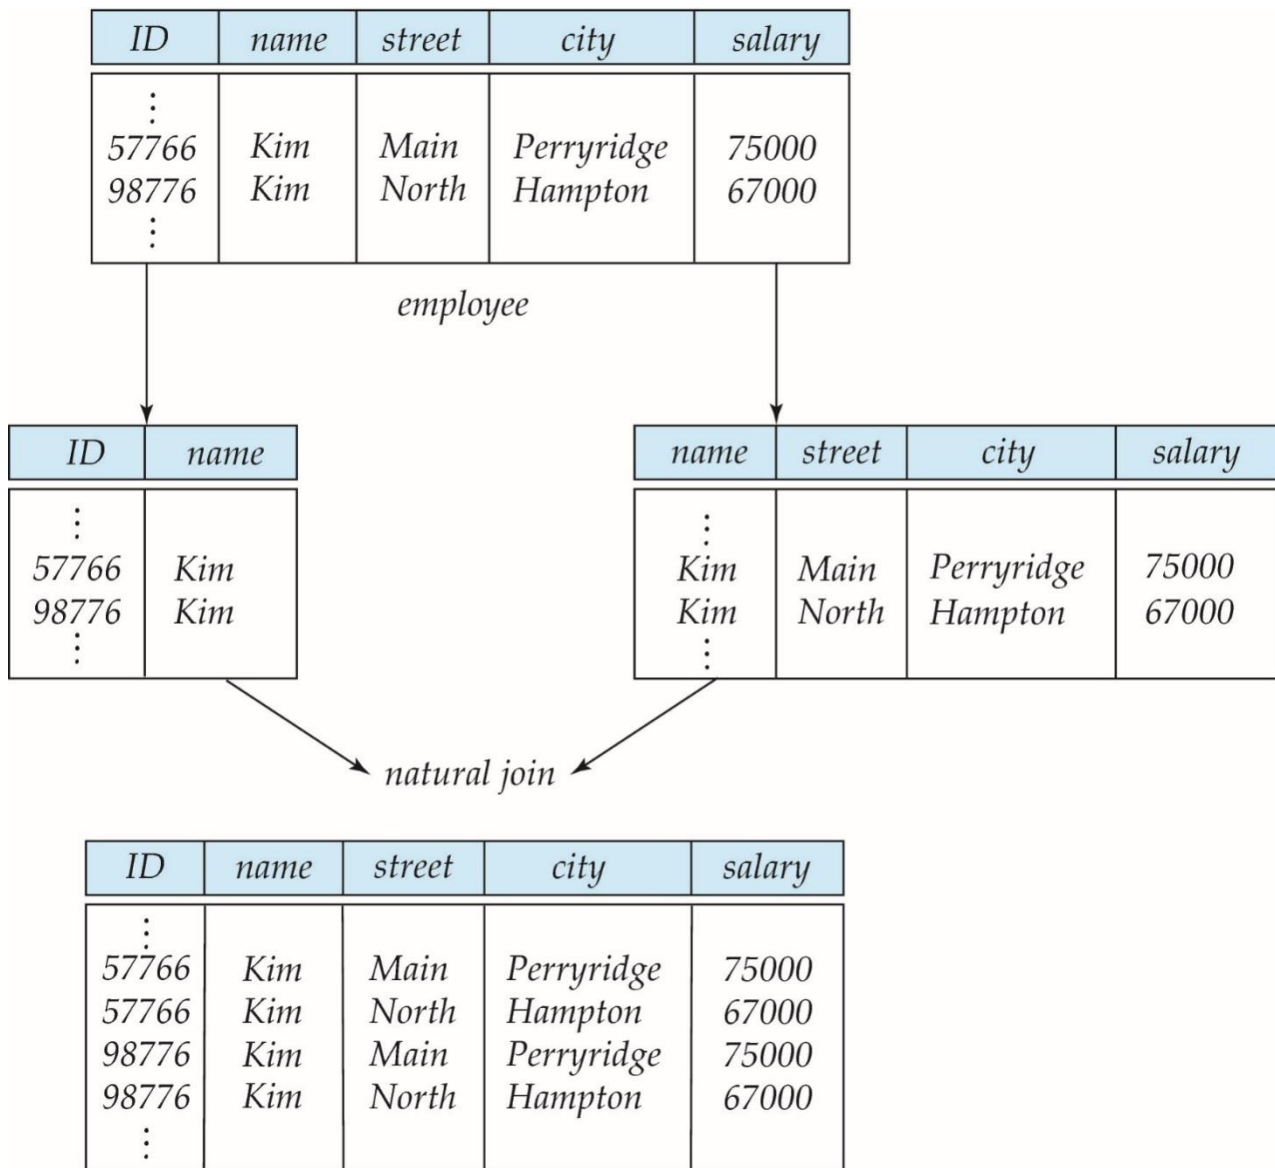 ID name street city salary
⋮
57766 Kim Main Perryridge 75000
98776 Kim North Hampton 67000
⋮
employee
ID name
⋮
57766 Kim
98776 Kim
⋮
name street city salary
⋮
Kim Main Perryridge 75000
Kim North Hampton 67000
⋮
natural join
ID name street city salary
⋮
57766 Kim Main Perryridge 75000
57766 Kim North Hampton 67000
98776 Kim Main Perryridge 75000
98776 Kim North Hampton 67000
⋮